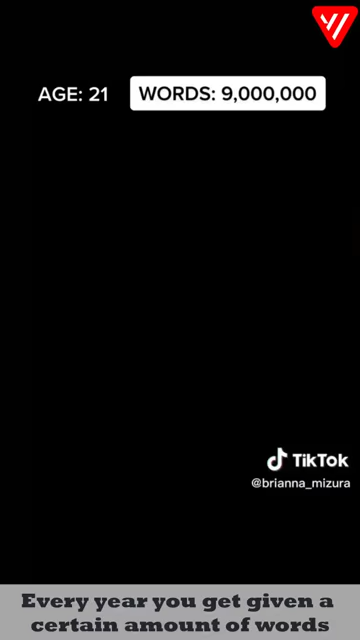 AGE: 21 WORDS: 9,000,000
TikTok
@brianna_mizura
Every year you get given a
certain amount of words